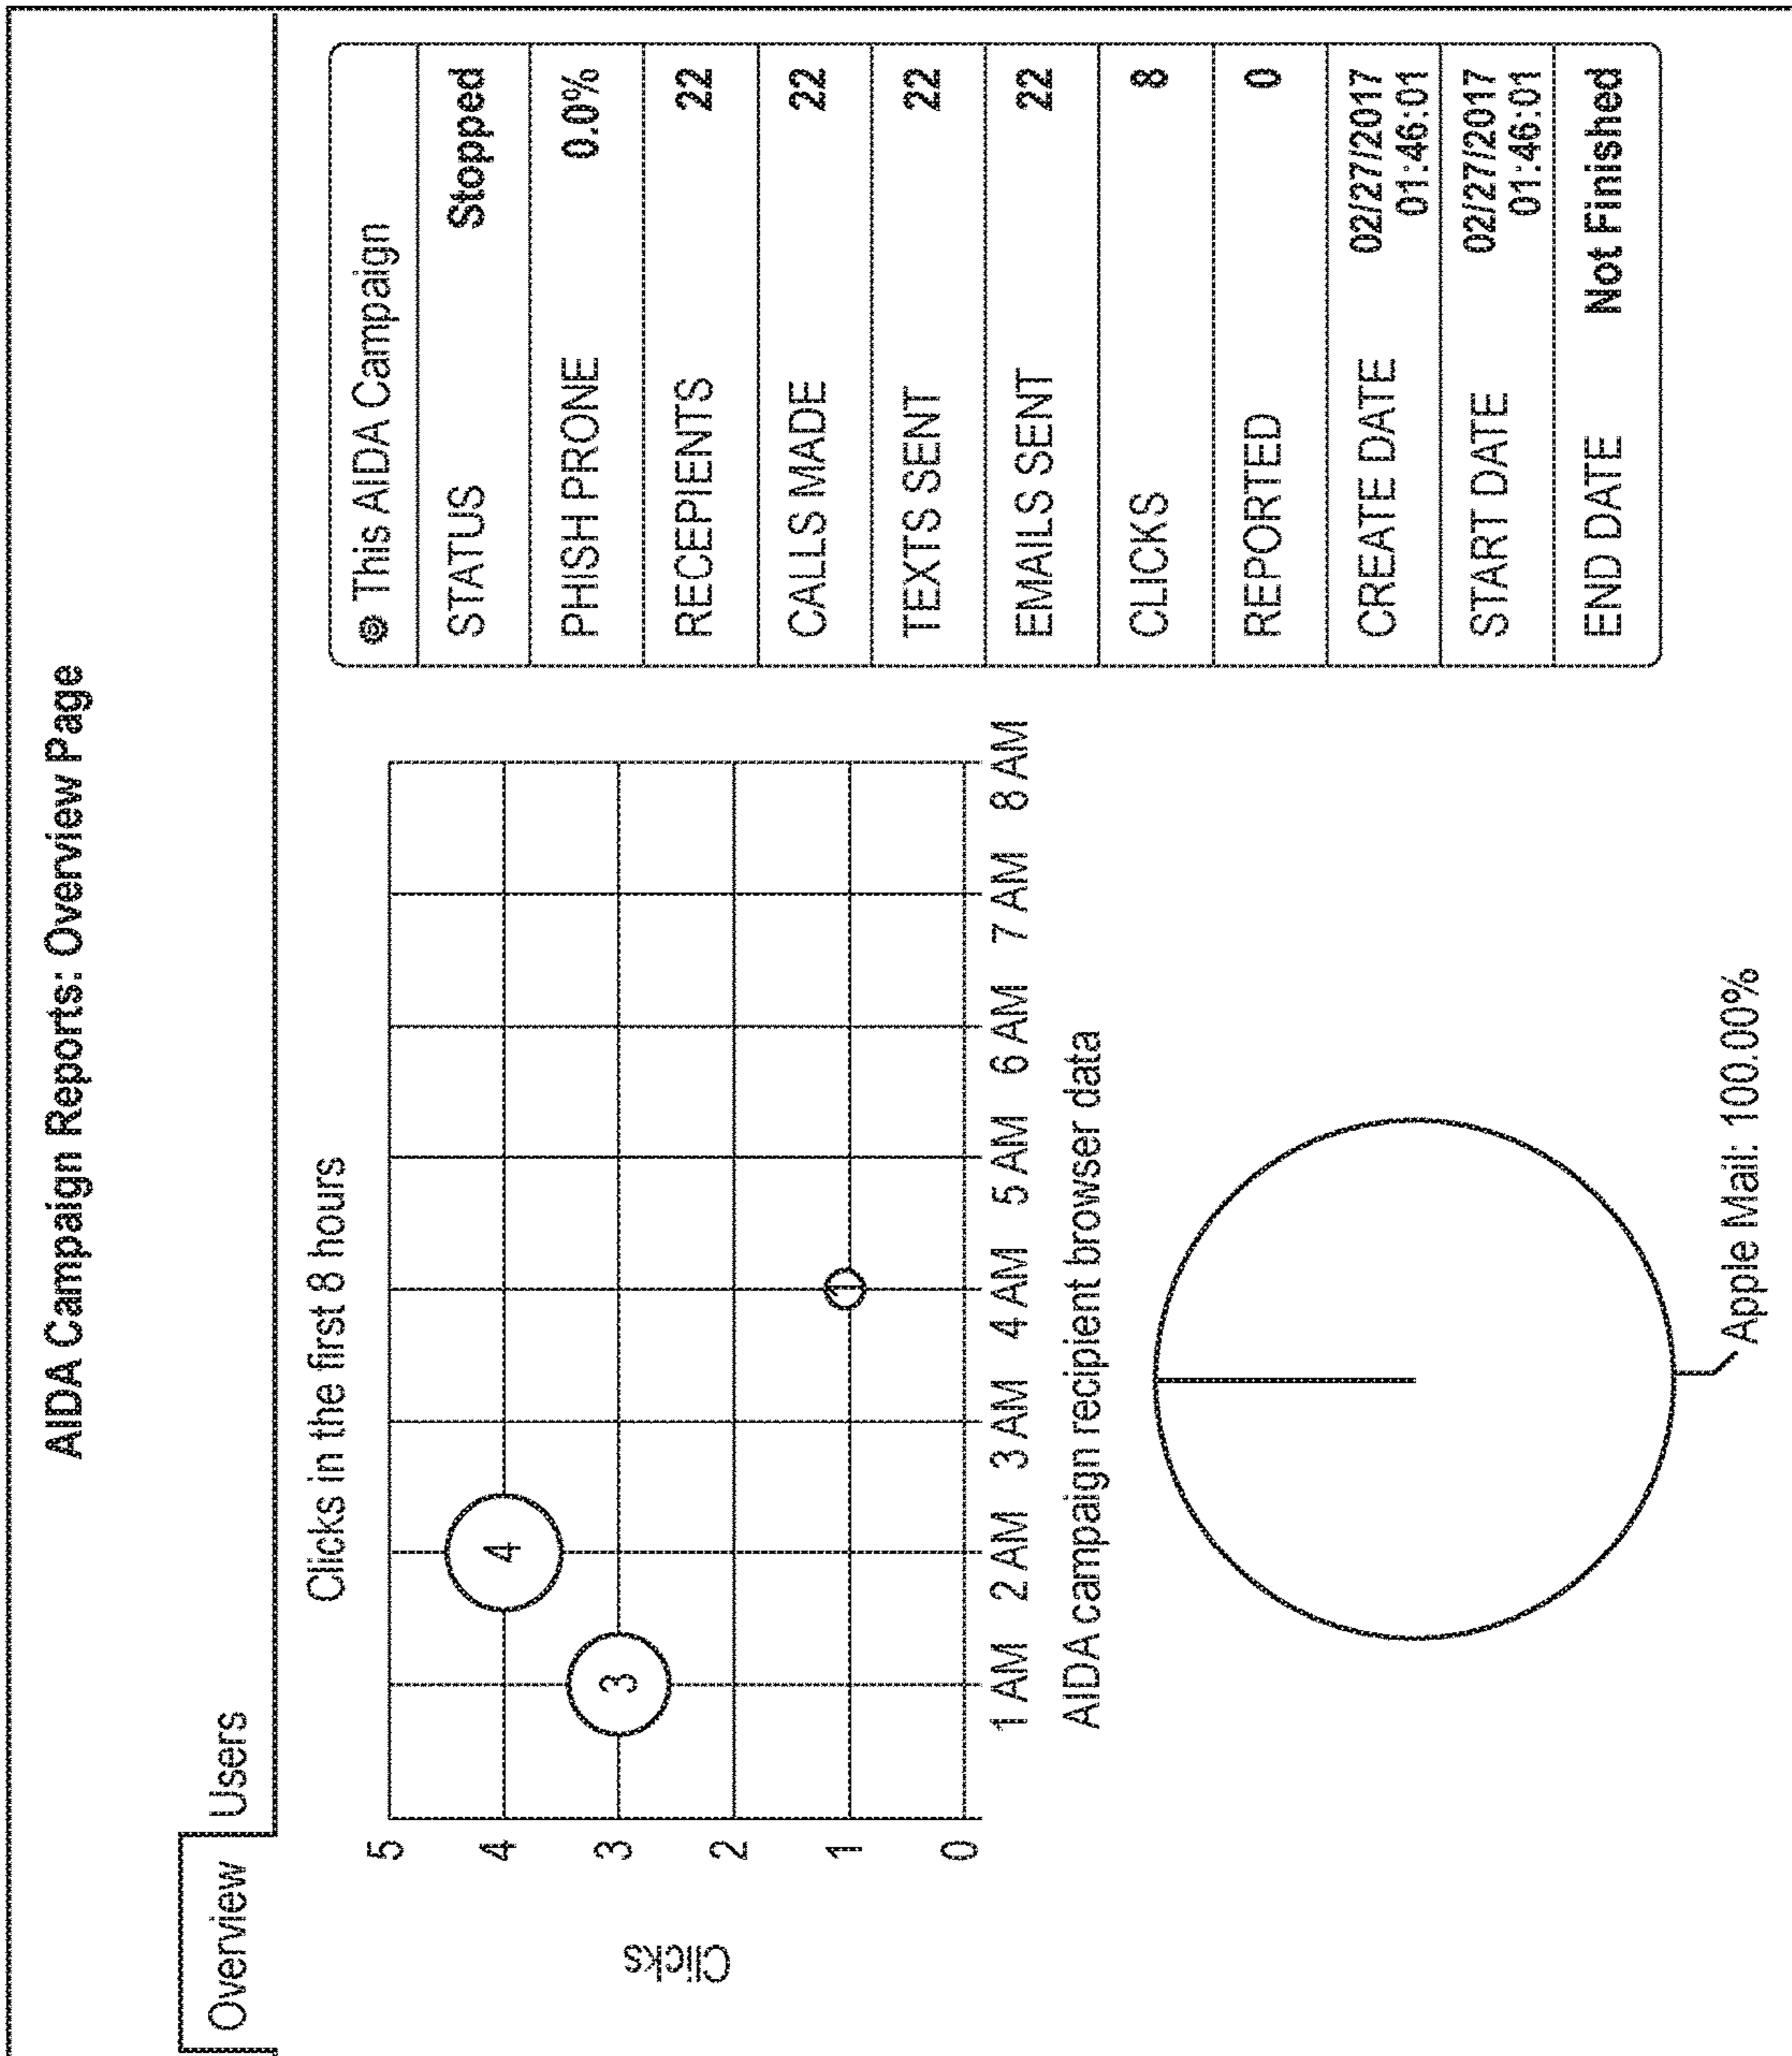 AIDA Campaign Reports: Overview Page
Overview Users
Clicks in the first 8 hours
Clicks
5
4
3
2
1
0
4
3
1
1 AM 2 AM 3 AM 4 AM 5 AM 6 AM 7 AM 8 AM
AIDA campaign recipient browser data
Apple Mail: 100.00%
This AIDA Campaign
STATUS Stopped
PHISH PRONE 0.0%
RECEPIENTS 22
CALLS MADE 22
TEXTS SENT 22
EMAILS SENT 22
CLICKS 8
REPORTED 0
CREATE DATE 02/27/2017
01:46:01
START DATE 02/27/2017
01:46:01
END DATE Not Finished